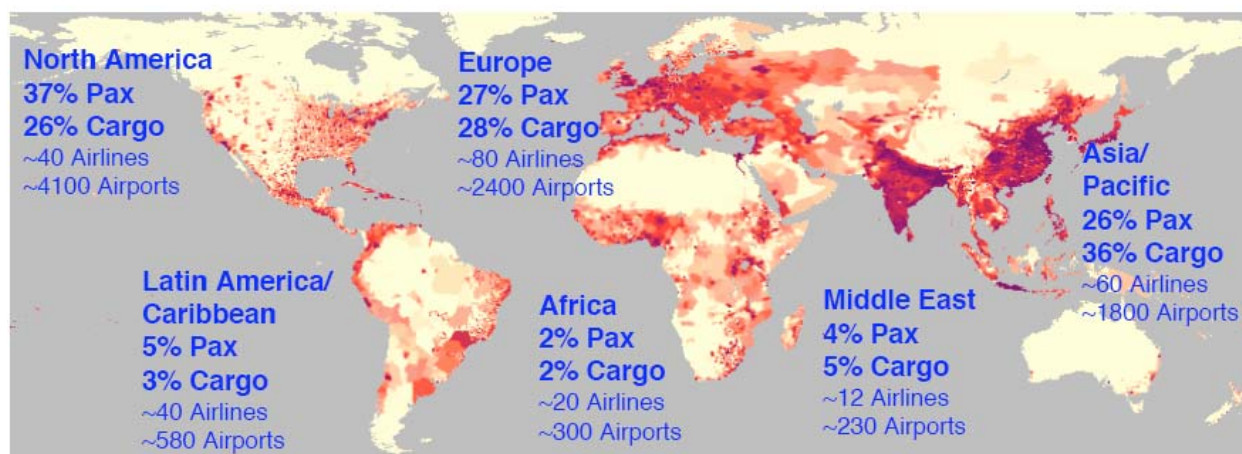 North America
37% Pax
26% Cargo
~40 Airlines
~4100 Airports
Europe
27% Pax
28% Cargo
~80 Airlines
~2400 Airports
Asia/
Pacific
26% Pax
36% Cargo
~60 Airlines
~1800 Airports
Latin America/
Caribbean
5% Pax
3% Cargo
~40 Airlines
~580 Airports
Africa
2% Pax
2% Cargo
~20 Airlines
~300 Airports
Middle East
4% Pax
5% Cargo
~12 Airlines
~230 Airports